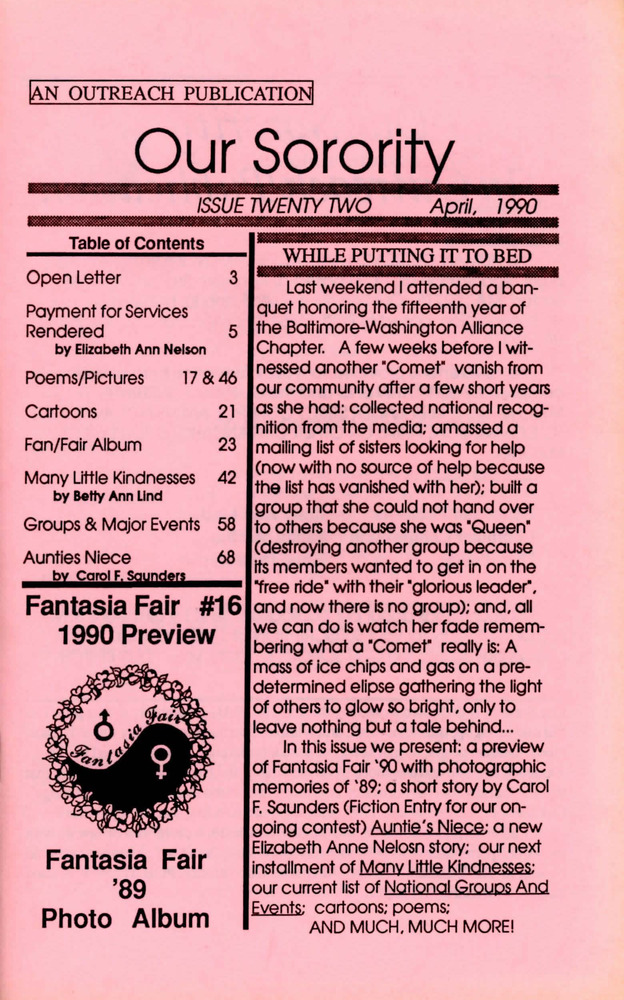 AN OUTREACH PUBLICATION
Our Sorority
ISSUE TWENTY TWO April, 1990
Table of Contents
Open Letter 3
Payment for Services
Rendered 5
by Elizabeth Ann Nelson
Poems/Pictures 17 & 46
Cartoons 21
Fan/Fair Album 23
Many Little Kindnesses 42
by Betty Ann Lind
Groups & Major Events 58
Aunties Niece 68
by Carol F. Saunders
Fantasia Fair #16
1990 Preview
Fantasia Fair
Fantasia Fair
'89
Photo Album
WHILE PUTTING IT TO BED
Last weekend I attended a ban-
quet honoring the fifteenth year of
the Baltimore-Washington Alliance
Chapter. A few weeks before I wit-
nessed another "Comet" vanish from
our community after a few short years
as she had: collected national recog-
nition from the media; amassed a
mailing list of sisters looking for help
(now with no source of help because
the list has vanished with her); built a
group that she could not hand over
to others because she was "Queen"
(destroying another group because
its members wanted to get in on the
"free ride" with their "glorious leader",
and now there is no group); and, all
we can do is watch her fade remem-
bering what a "Comet" really is: A
mass of ice chips and gas on a pre-
determined elipse gathering the light
of others to glow so bright, only to
leave nothing but a tale behind...
In this issue we present: a preview
of Fantasia Fair '90 with photographic
memories of '89; a short story by Carol
F. Saunders (Fiction Entry for our on-
going contest) Auntie's Niece; a new
Elizabeth Anne Nelosn story; our next
installment of Many Little Kindnesses;
our current list of National Groups And
Events; cartoons; poems;
AND MUCH, MUCH MORE!